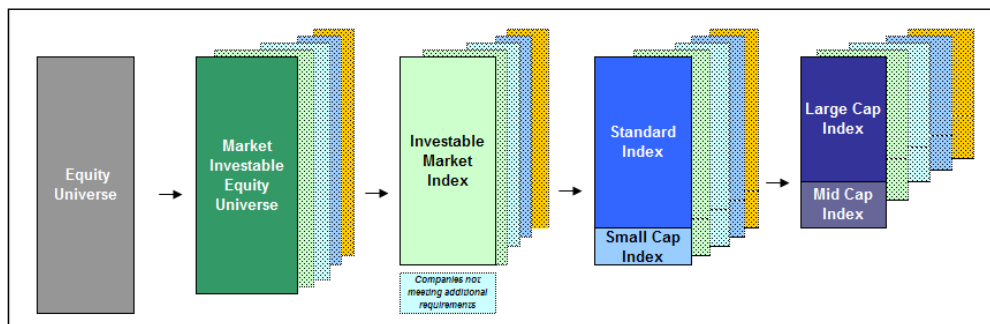 Equity
Universe
Market
Investable
Equity
Universe
Investable
Market
Index
Companies not
meeting additional
requirements
Standard
Index
Small Cap
Index
Large Cap
Index
Mid Cap
Index